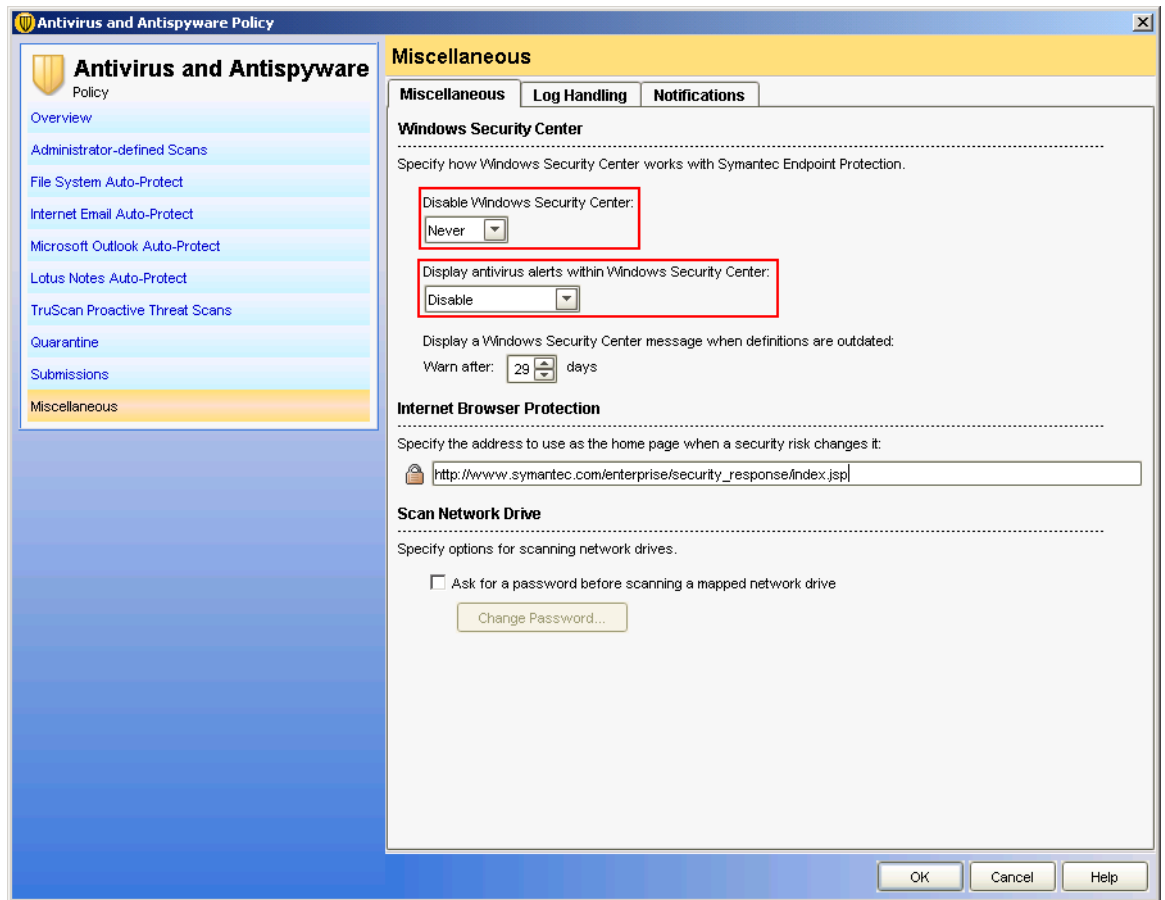 Antivirus and Antispyware Policy
Antivirus and Antispyware
Policy
Overview
Administrator-defined Scans
File System Auto-Protect
Internet Email Auto-Protect
Microsoft Outlook Auto-Protect
Lotus Notes Auto-Protect
TruScan Proactive Threat Scans
Quarantine
Submissions
Miscellaneous
Miscellaneous
Miscellaneous Log Handling Notifications
Windows Security Center
Specify how Windows Security Center works with Symantec Endpoint Protection.
Disable Windows Security Center:
Never
Display antivirus alerts within Windows Security Center:
Disable
Display a Windows Security Center message when definitions are outdated:
Warn after: 29 days
Internet Browser Protection
Specify the address to use as the home page when a security risk changes it:
http://www.symantec.com/enterprise/security_response/index.jsp
Scan Network Drive
Specify options for scanning network drives.
Ask for a password before scanning a mapped network drive
Change Password...
OK Cancel Help